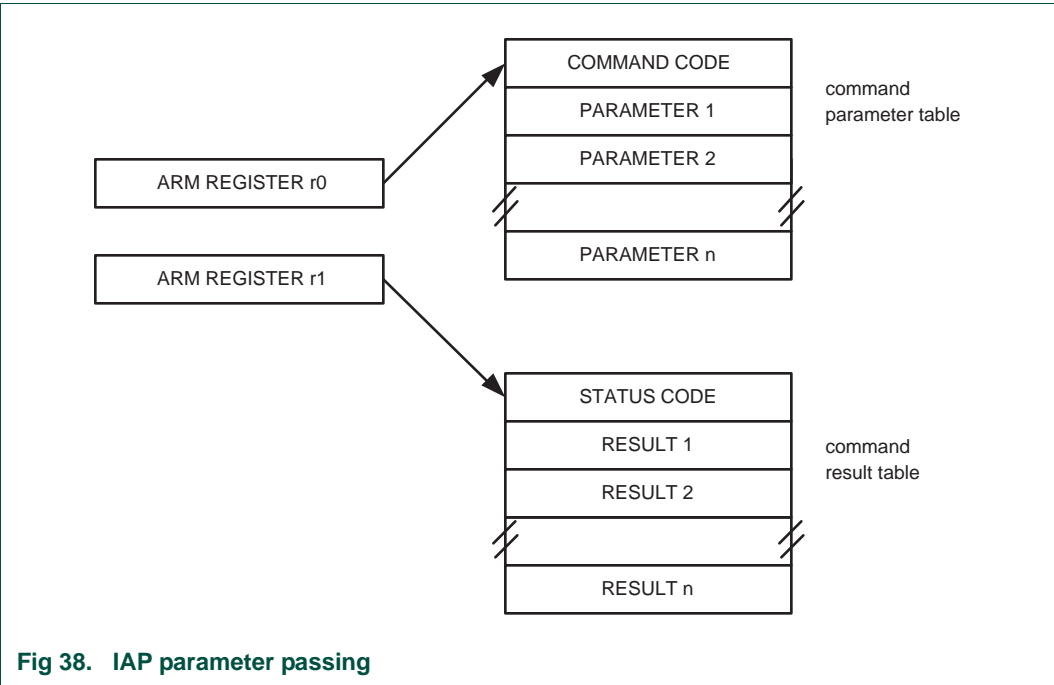 COMMAND CODE
PARAMETER 1
PARAMETER 2
PARAMETER n
command
parameter table
ARM REGISTER r0
ARM REGISTER r1
STATUS CODE
RESULT 1
RESULT 2
RESULT n
command
result table
Fig 38. IAP parameter passing